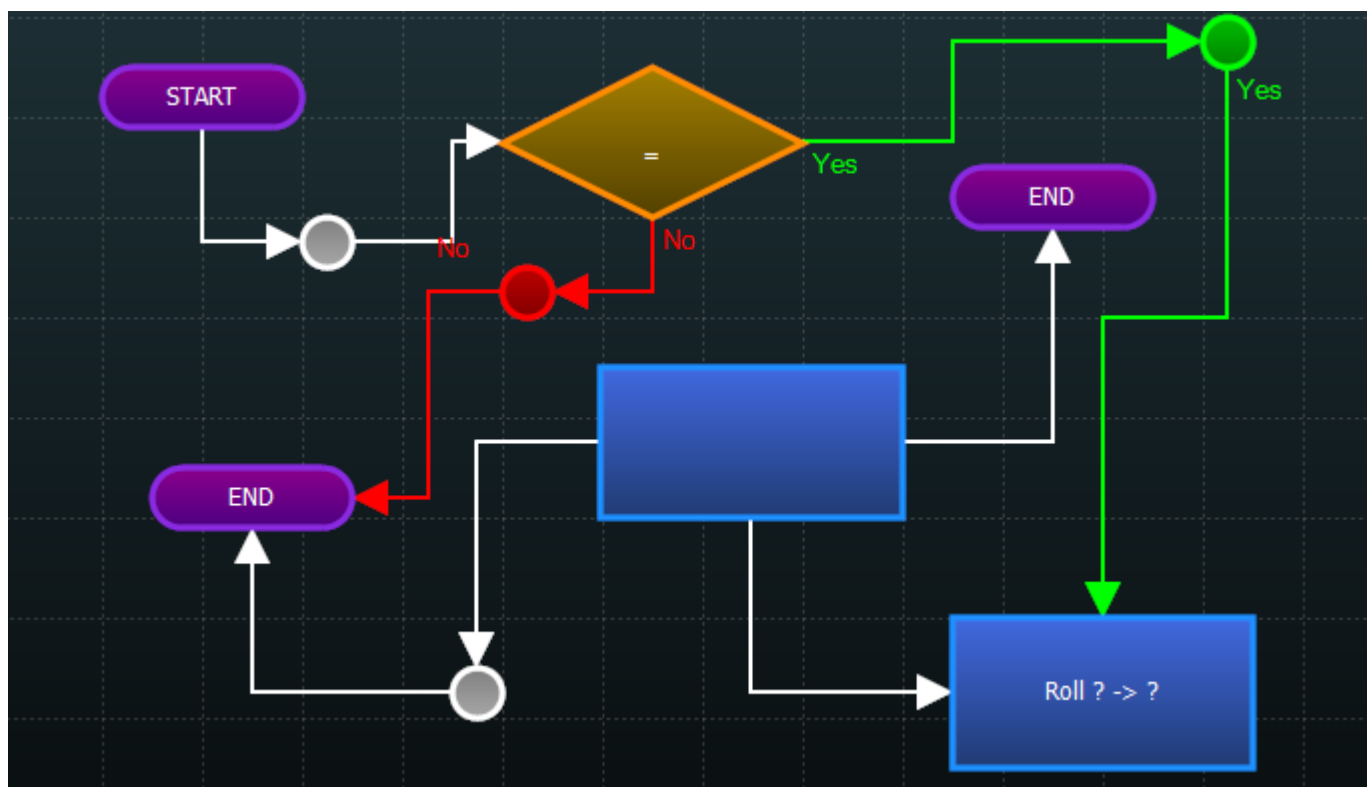 START
=
Yes
Yes
No
No
END
END
Roll ? -> ?